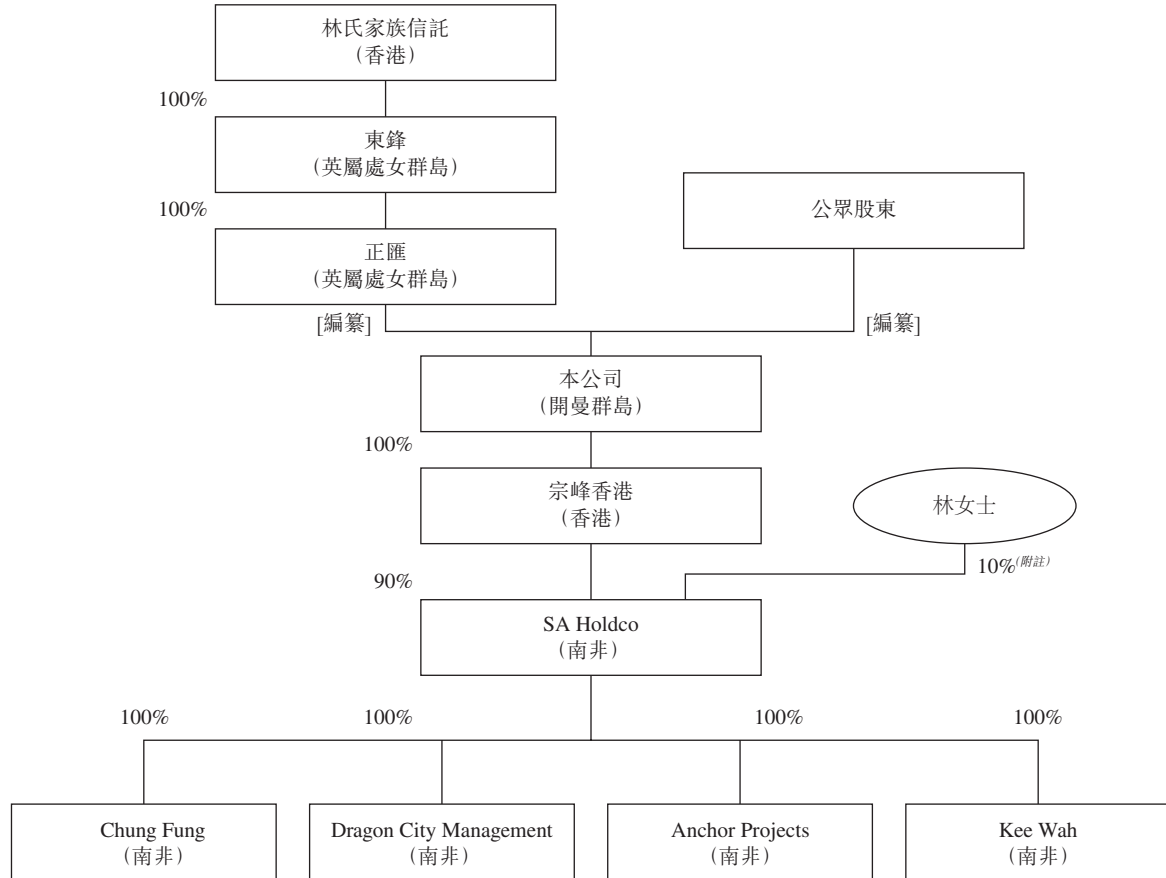 林氏家族信託
（香港）
100%
東鋒
（英屬處女群島）
100%
公眾股東
正匯
（英屬處女群島）
[編纂]
[編纂]
本公司
（開曼群島）
100%
宗峰香港
（香港）
林女士
10%(附註)
90%
SA Holdco
（南非）
100%
100%
100%
100%
Chung Fung
（南非）
Dragon City Management
（南非）
Anchor Projects
（南非）
Kee Wah
（南非）